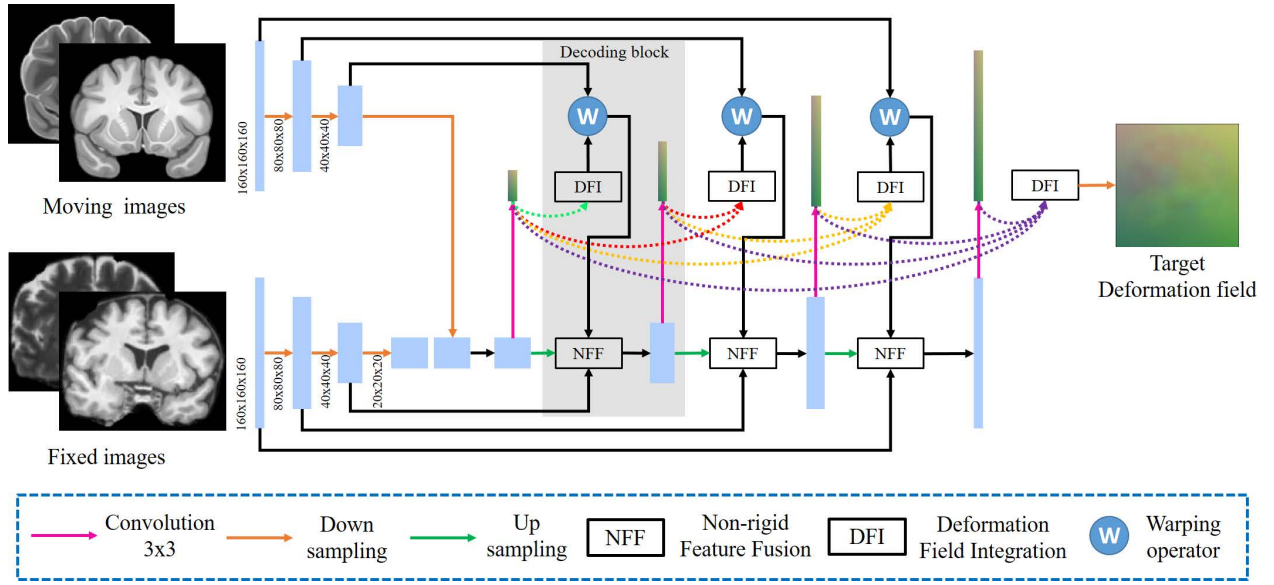 Decoding block
W
W
W
160x160x160
80x80x80
40x40x40
DFI
DFI
DFI
DFI
Moving images
Target
Deformation field
160x160x160
80x80x80
40x40x40
20x20x20
NFF
NFF
NFF
Fixed images
Convolution
3x3
Down
sampling
Up
sampling
NFF
Non-rigid
Feature Fusion
DFI
Deformation
Field Integration
W
Warping
operator